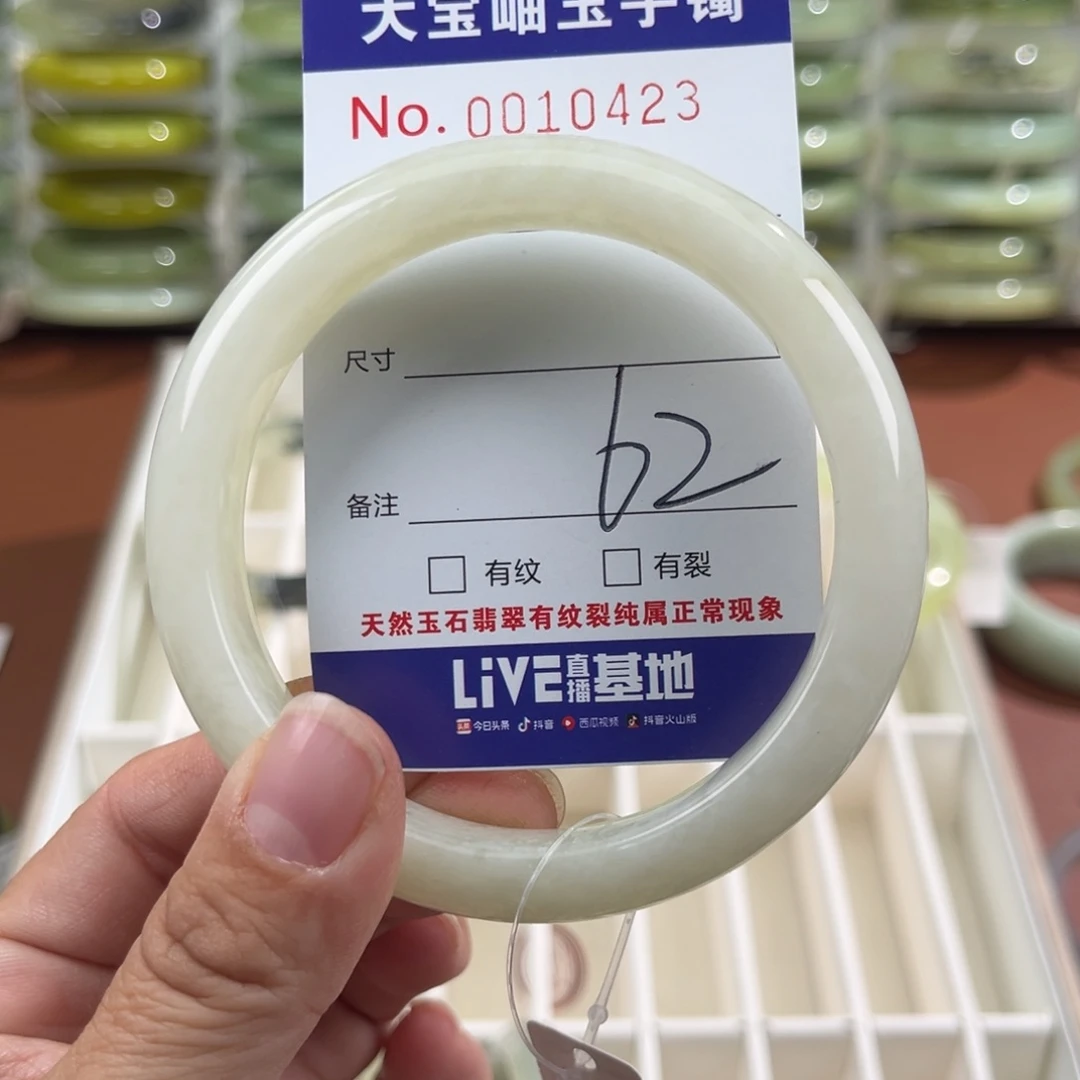 天宝岫玉手镯
No. 0010423
尺寸
62
备注
□ 有纹 □ 有裂
天然玉石翡翠有纹裂纯属正常现象
LiVE直播基地
头条 今日头条 抖音 西瓜视频 抖音火山版